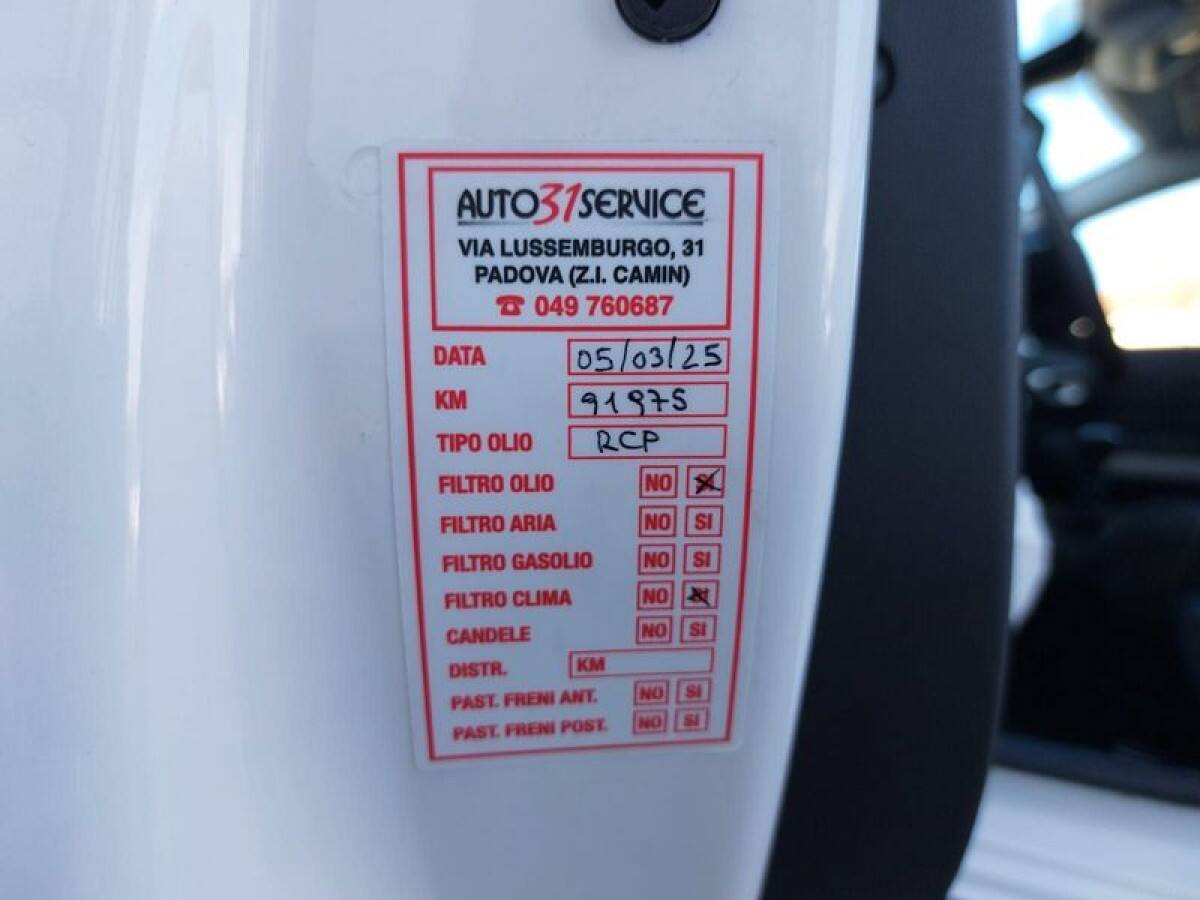 AUTO31SERVICE
VIA LUSSEMBURGO, 31
PADOVA (Z.I. CAMIN)
☎ 049 760687
DATA 05/03/25
KM 91975
TIPO OLIO RCP
FILTRO OLIO NO SI
FILTRO ARIA NO SI
FILTRO GASOLIO NO SI
FILTRO CLIMA NO SI
CANDELE NO SI
DISTR. KM
PAST. FRENI ANT. NO SI
PAST. FRENI POST. NO SI